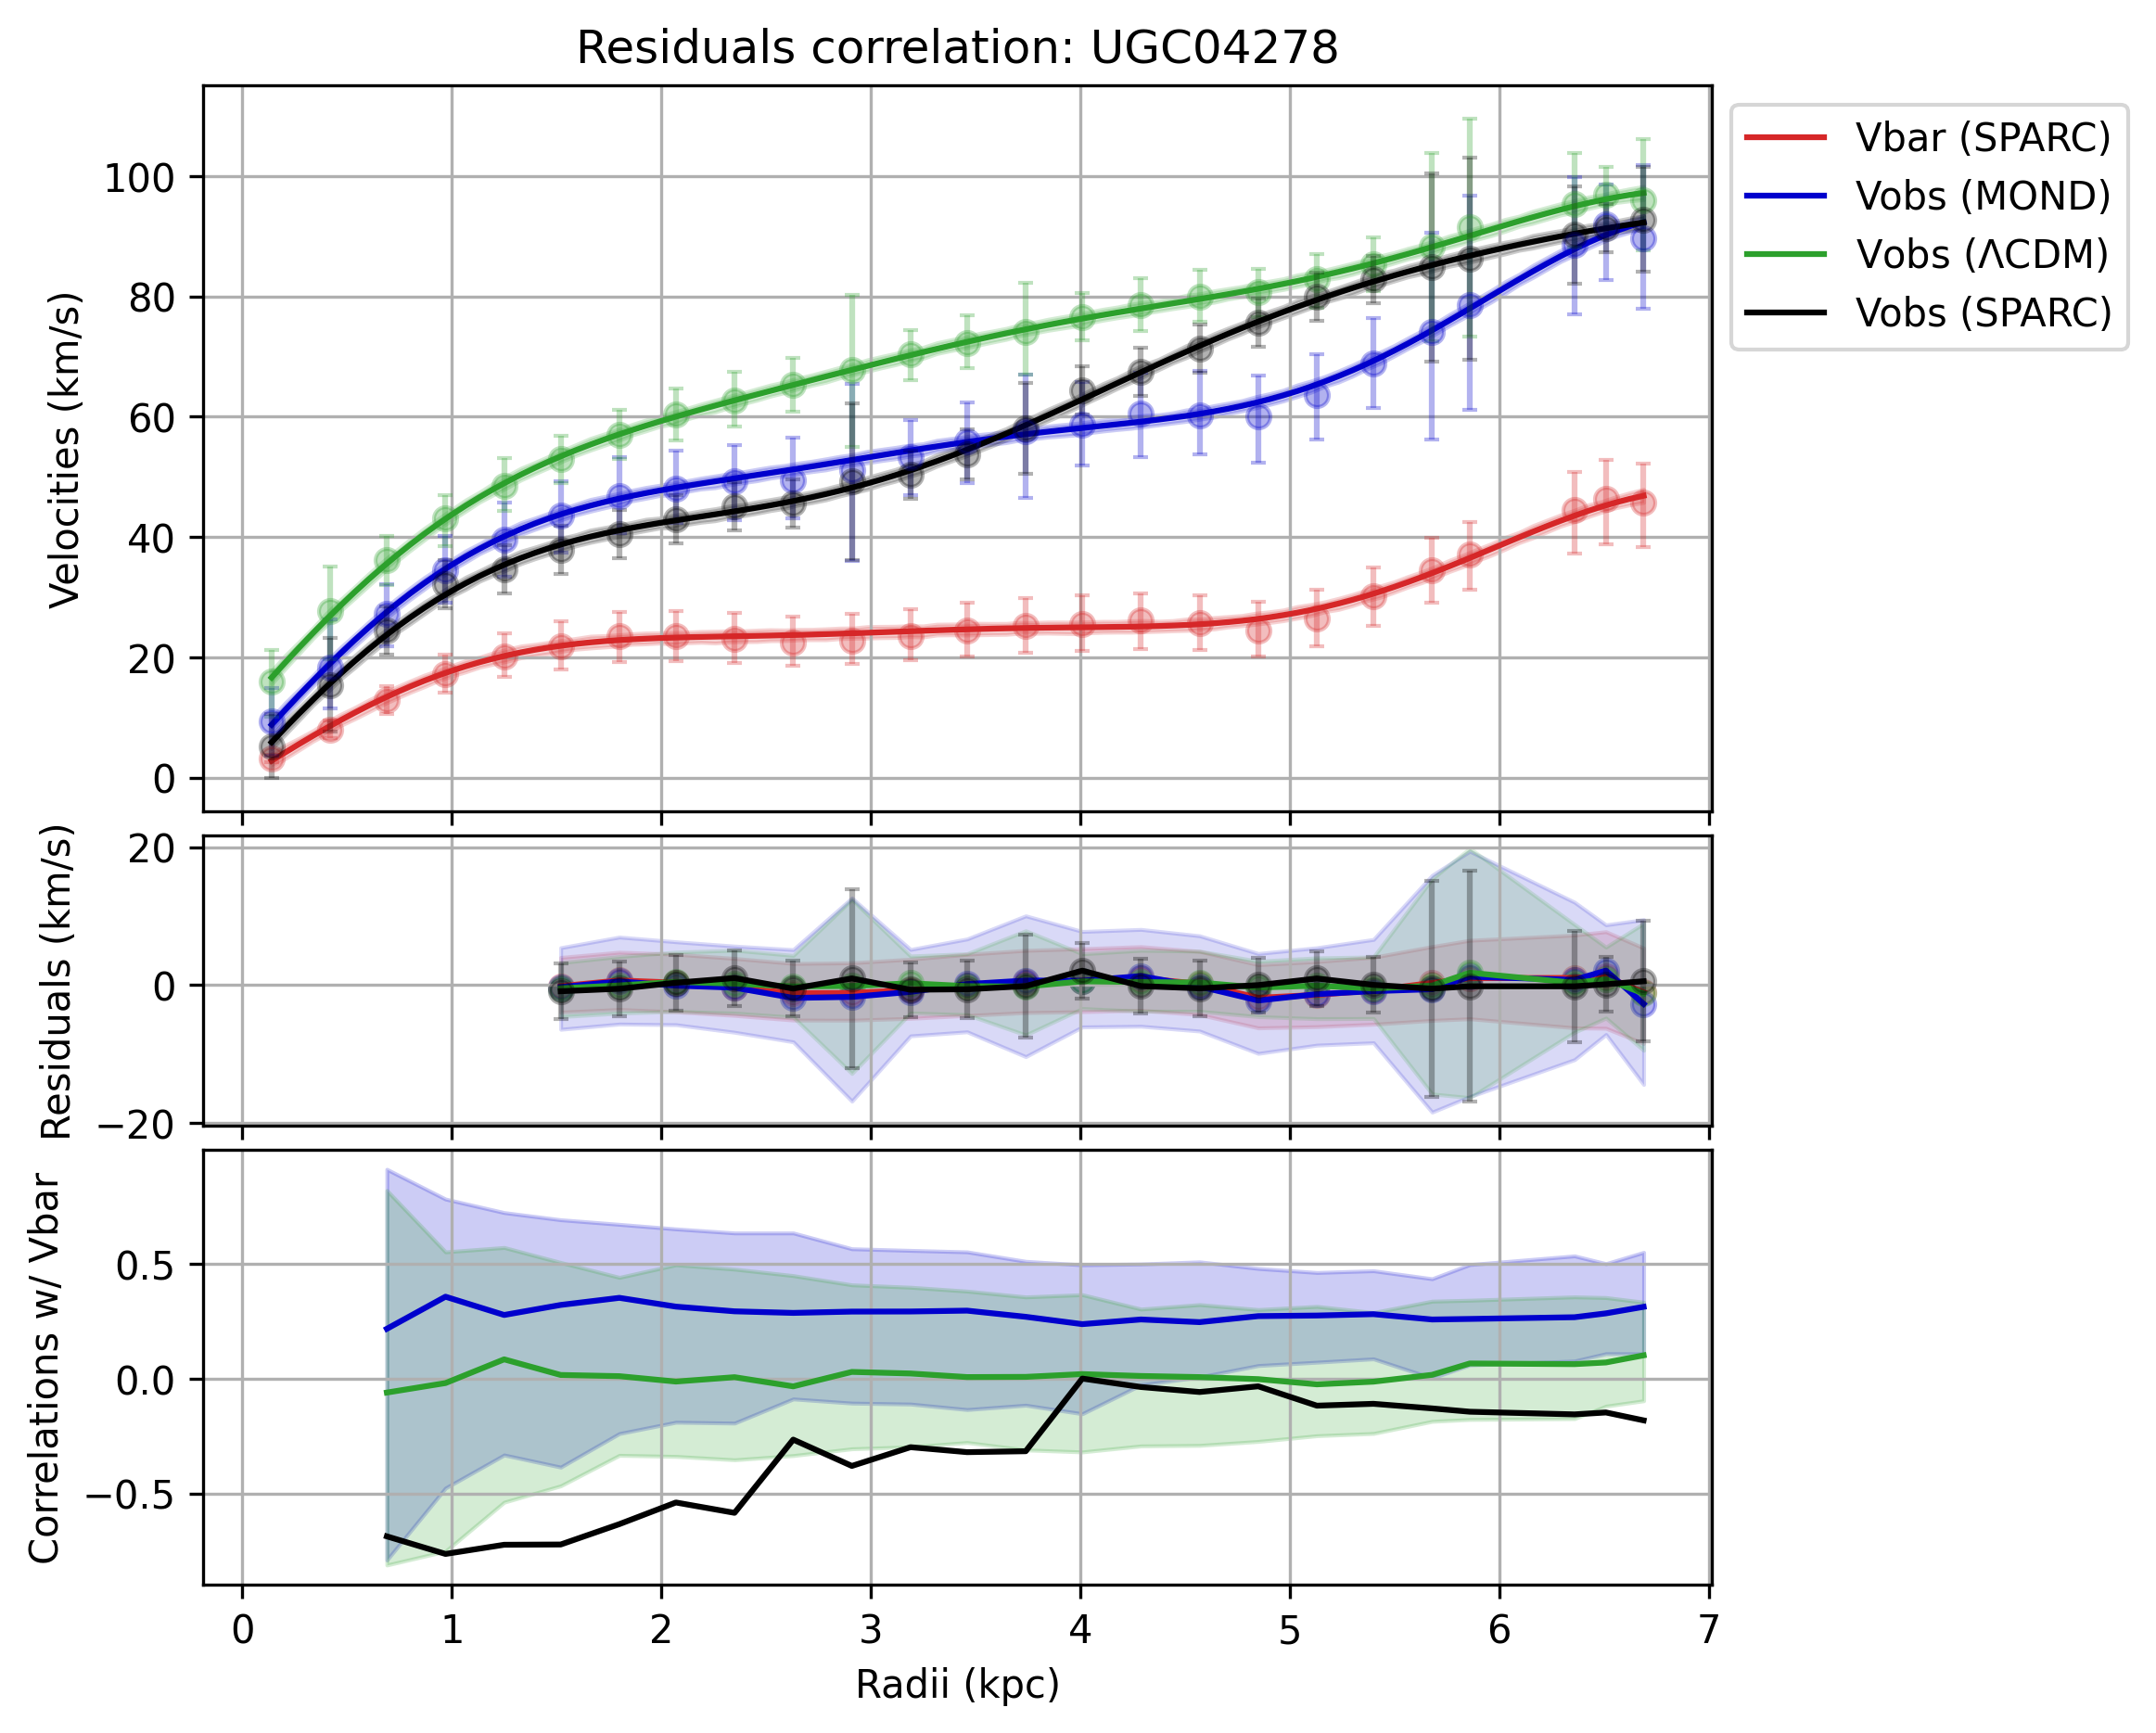 Residuals correlation: UGC04278
Velocities (km/s)
100
80
60
40
20
0
Vbar (SPARC)
Vobs (MOND)
Vobs (ΛCDM)
Vobs (SPARC)
Residuals (km/s)
20
0
−20
Correlations w/ Vbar
0.5
0.0
−0.5
0 1 2 3 4 5 6 7
Radii (kpc)